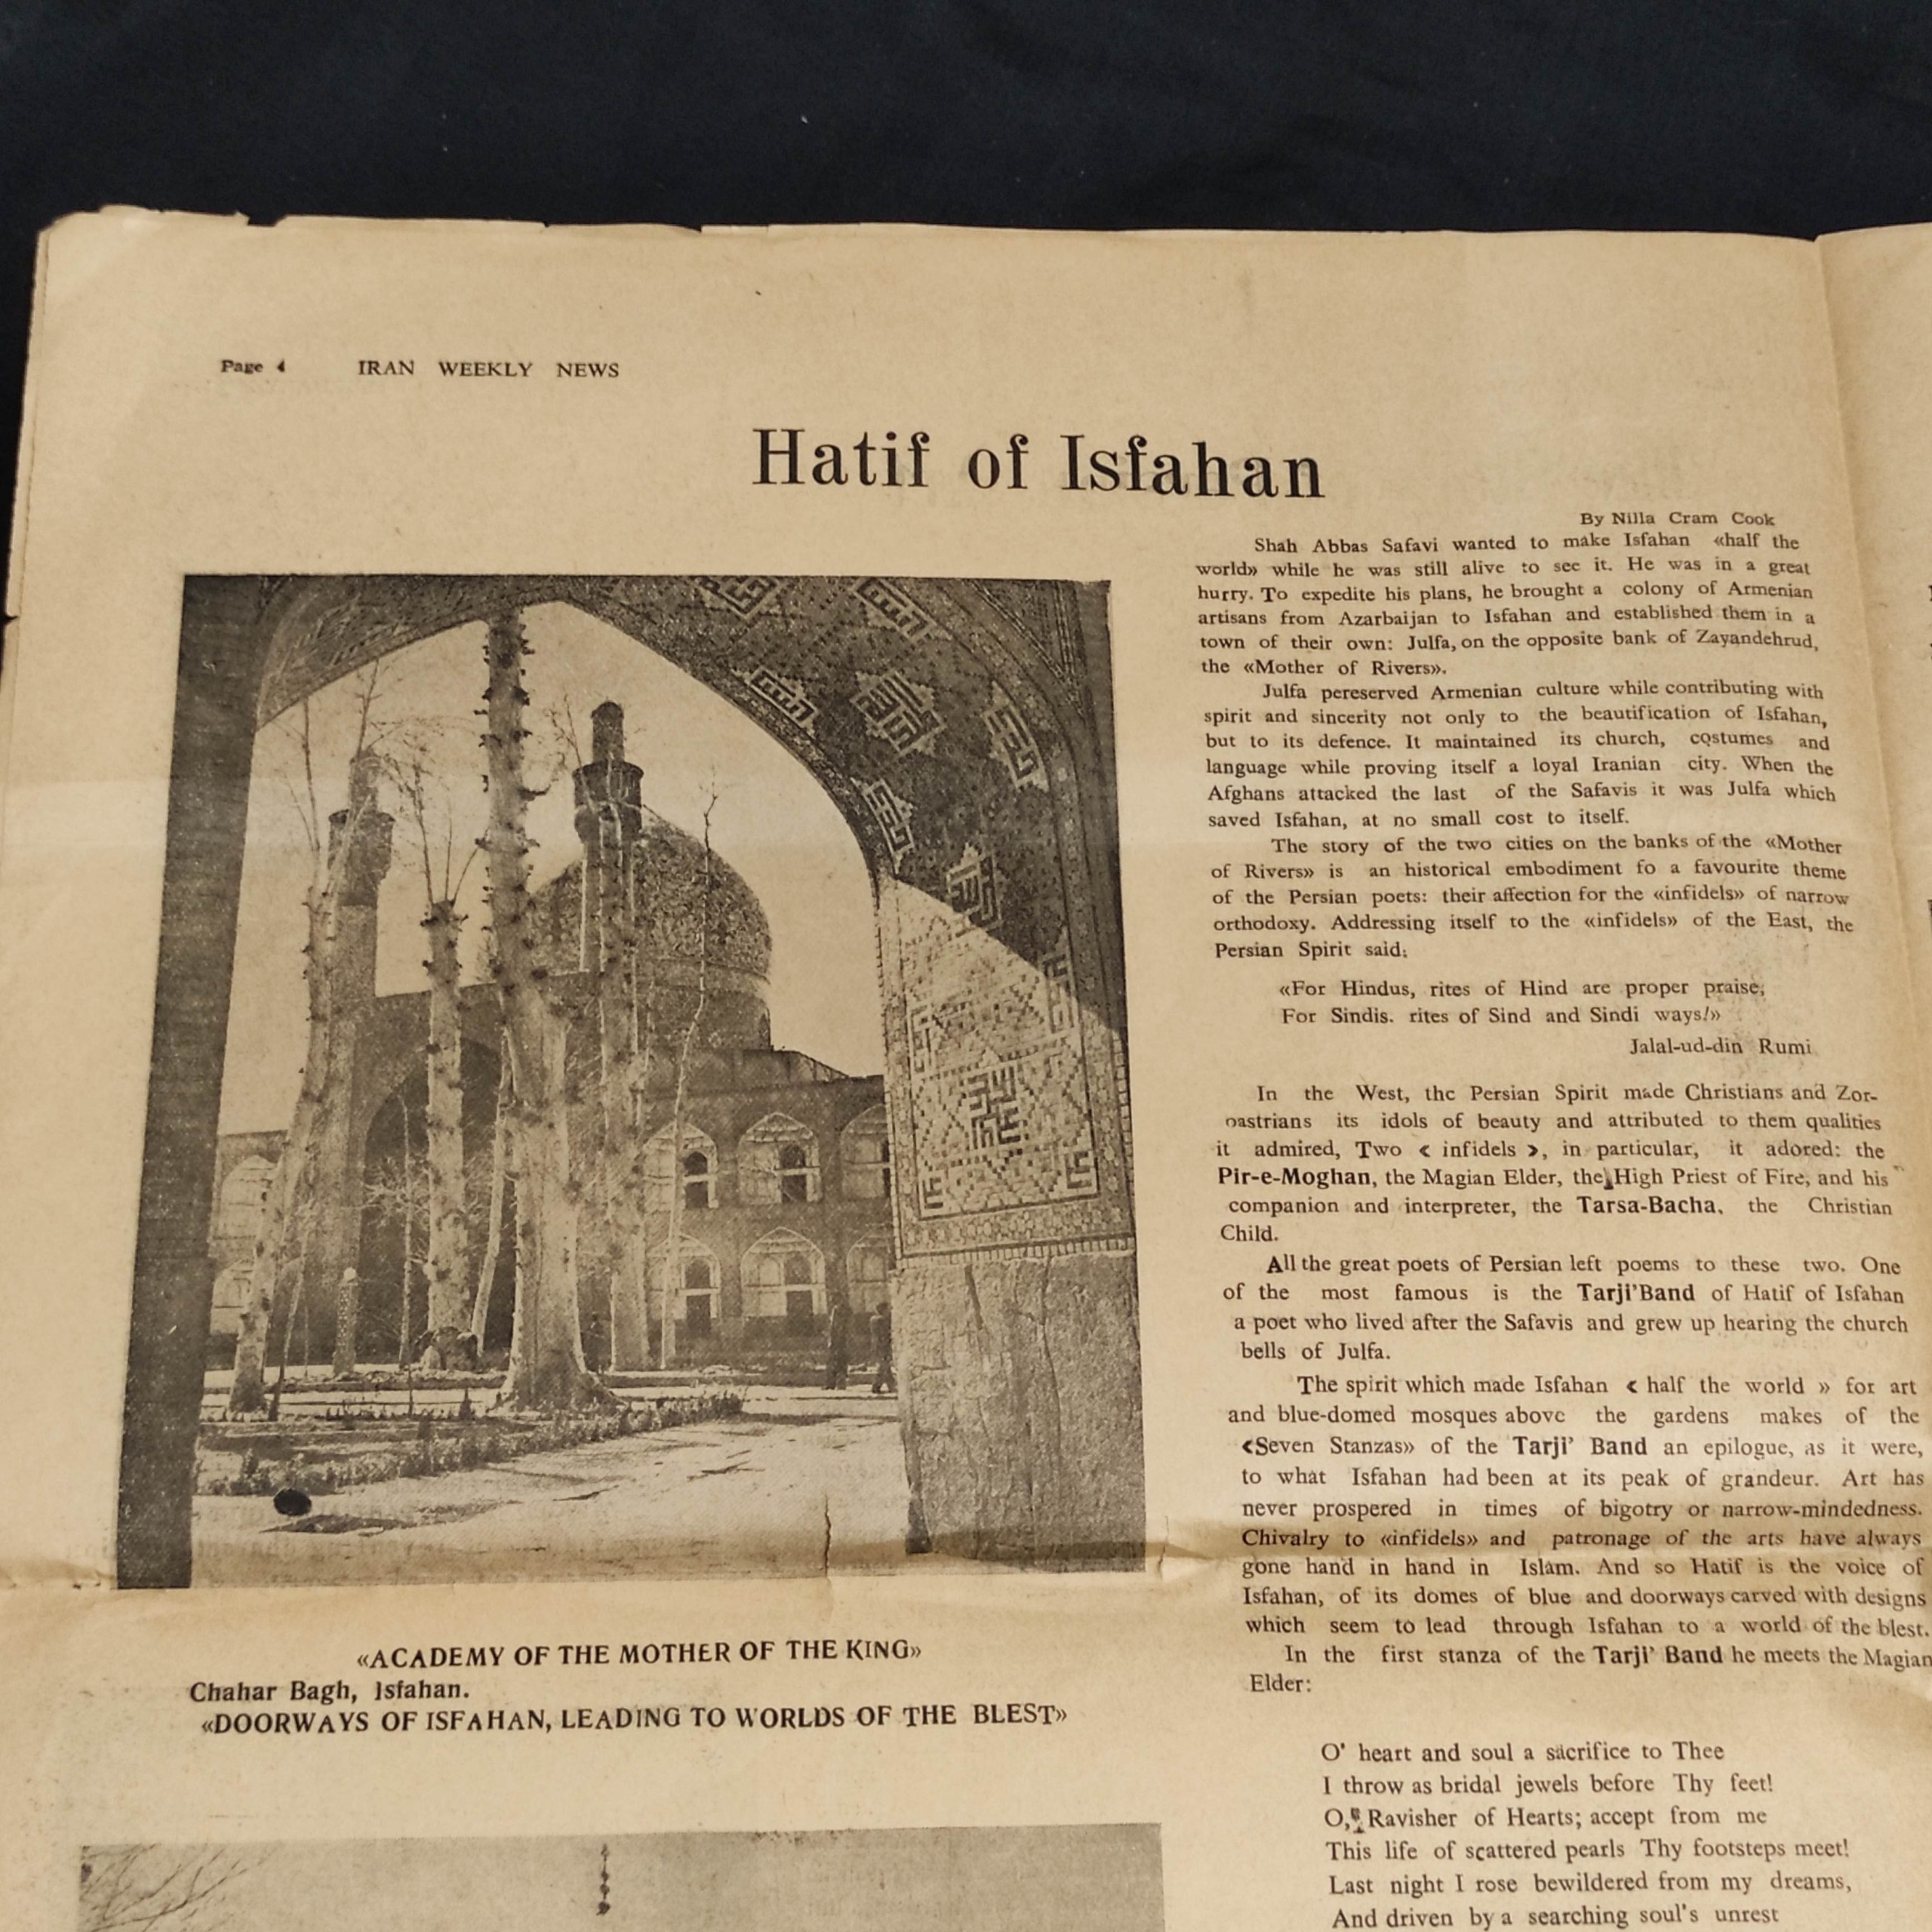 Page 4 IRAN WEEKLY NEWS
Hatif of Isfahan
By Nilla Cram Cook
Shah Abbas Safavi wanted to make Isfahan «half the
world» while he was still alive to see it. He was in a great
hurry. To expedite his plans, he brought a colony of Armenian
artisans from Azarbaijan to Isfahan and established them in a
town of their own: Julfa, on the opposite bank of Zayandehrud,
the «Mother of Rivers».
Julfa pereserved Armenian culture while contributing with
spirit and sincerity not only to the beautification of Isfahan,
but to its defence. It maintained its church, costumes and
language while proving itself a loyal Iranian city. When the
Afghans attacked the last of the Safavis it was Julfa which
saved Isfahan, at no small cost to itself.
The story of the two cities on the banks of the «Mother
of Rivers» is an historical embodiment fo a favourite theme
of the Persian poets: their affection for the «infidels» of narrow
orthodoxy. Addressing itself to the «infidels» of the East, the
Persian Spirit said:
«For Hindus, rites of Hind are proper praise;
For Sindis. rites of Sind and Sindi ways!»
Jalal-ud-din Rumi
In the West, the Persian Spirit made Christians and Zor-
oastrians its idols of beauty and attributed to them qualities
it admired, Two < infidels >, in particular, it adored: the
Pir-e-Moghan, the Magian Elder, the High Priest of Fire, and his
companion and interpreter, the Tarsa-Bacha, the Christian
Child.
All the great poets of Persian left poems to these two. One
of the most famous is the Tarji'Band of Hatif of Isfahan
a poet who lived after the Safavis and grew up hearing the church
bells of Julfa.
The spirit which made Isfahan < half the world » for art
and blue-domed mosques above the gardens makes of the
<Seven Stanzas» of the Tarji' Band an epilogue, as it were,
to what Isfahan had been at its peak of grandeur. Art has
never prospered in times of bigotry or narrow-mindedness.
Chivalry to «infidels» and patronage of the arts have always
gone hand in hand in Islam. And so Hatif is the voice of
Isfahan, of its domes of blue and doorways carved with designs
which seem to lead through Isfahan to a world of the blest.
In the first stanza of the Tarji' Band he meets the Magian
Elder:
O' heart and soul a sacrifice to Thee
I throw as bridal jewels before Thy feet!
O, Ravisher of Hearts; accept from me
This life of scattered pearls Thy footsteps meet!
Last night I rose bewildered from my dreams,
And driven by a searching soul's unrest
«ACADEMY OF THE MOTHER OF THE KING»
Chahar Bagh, Isfahan.
«DOORWAYS OF ISFAHAN, LEADING TO WORLDS OF THE BLEST»